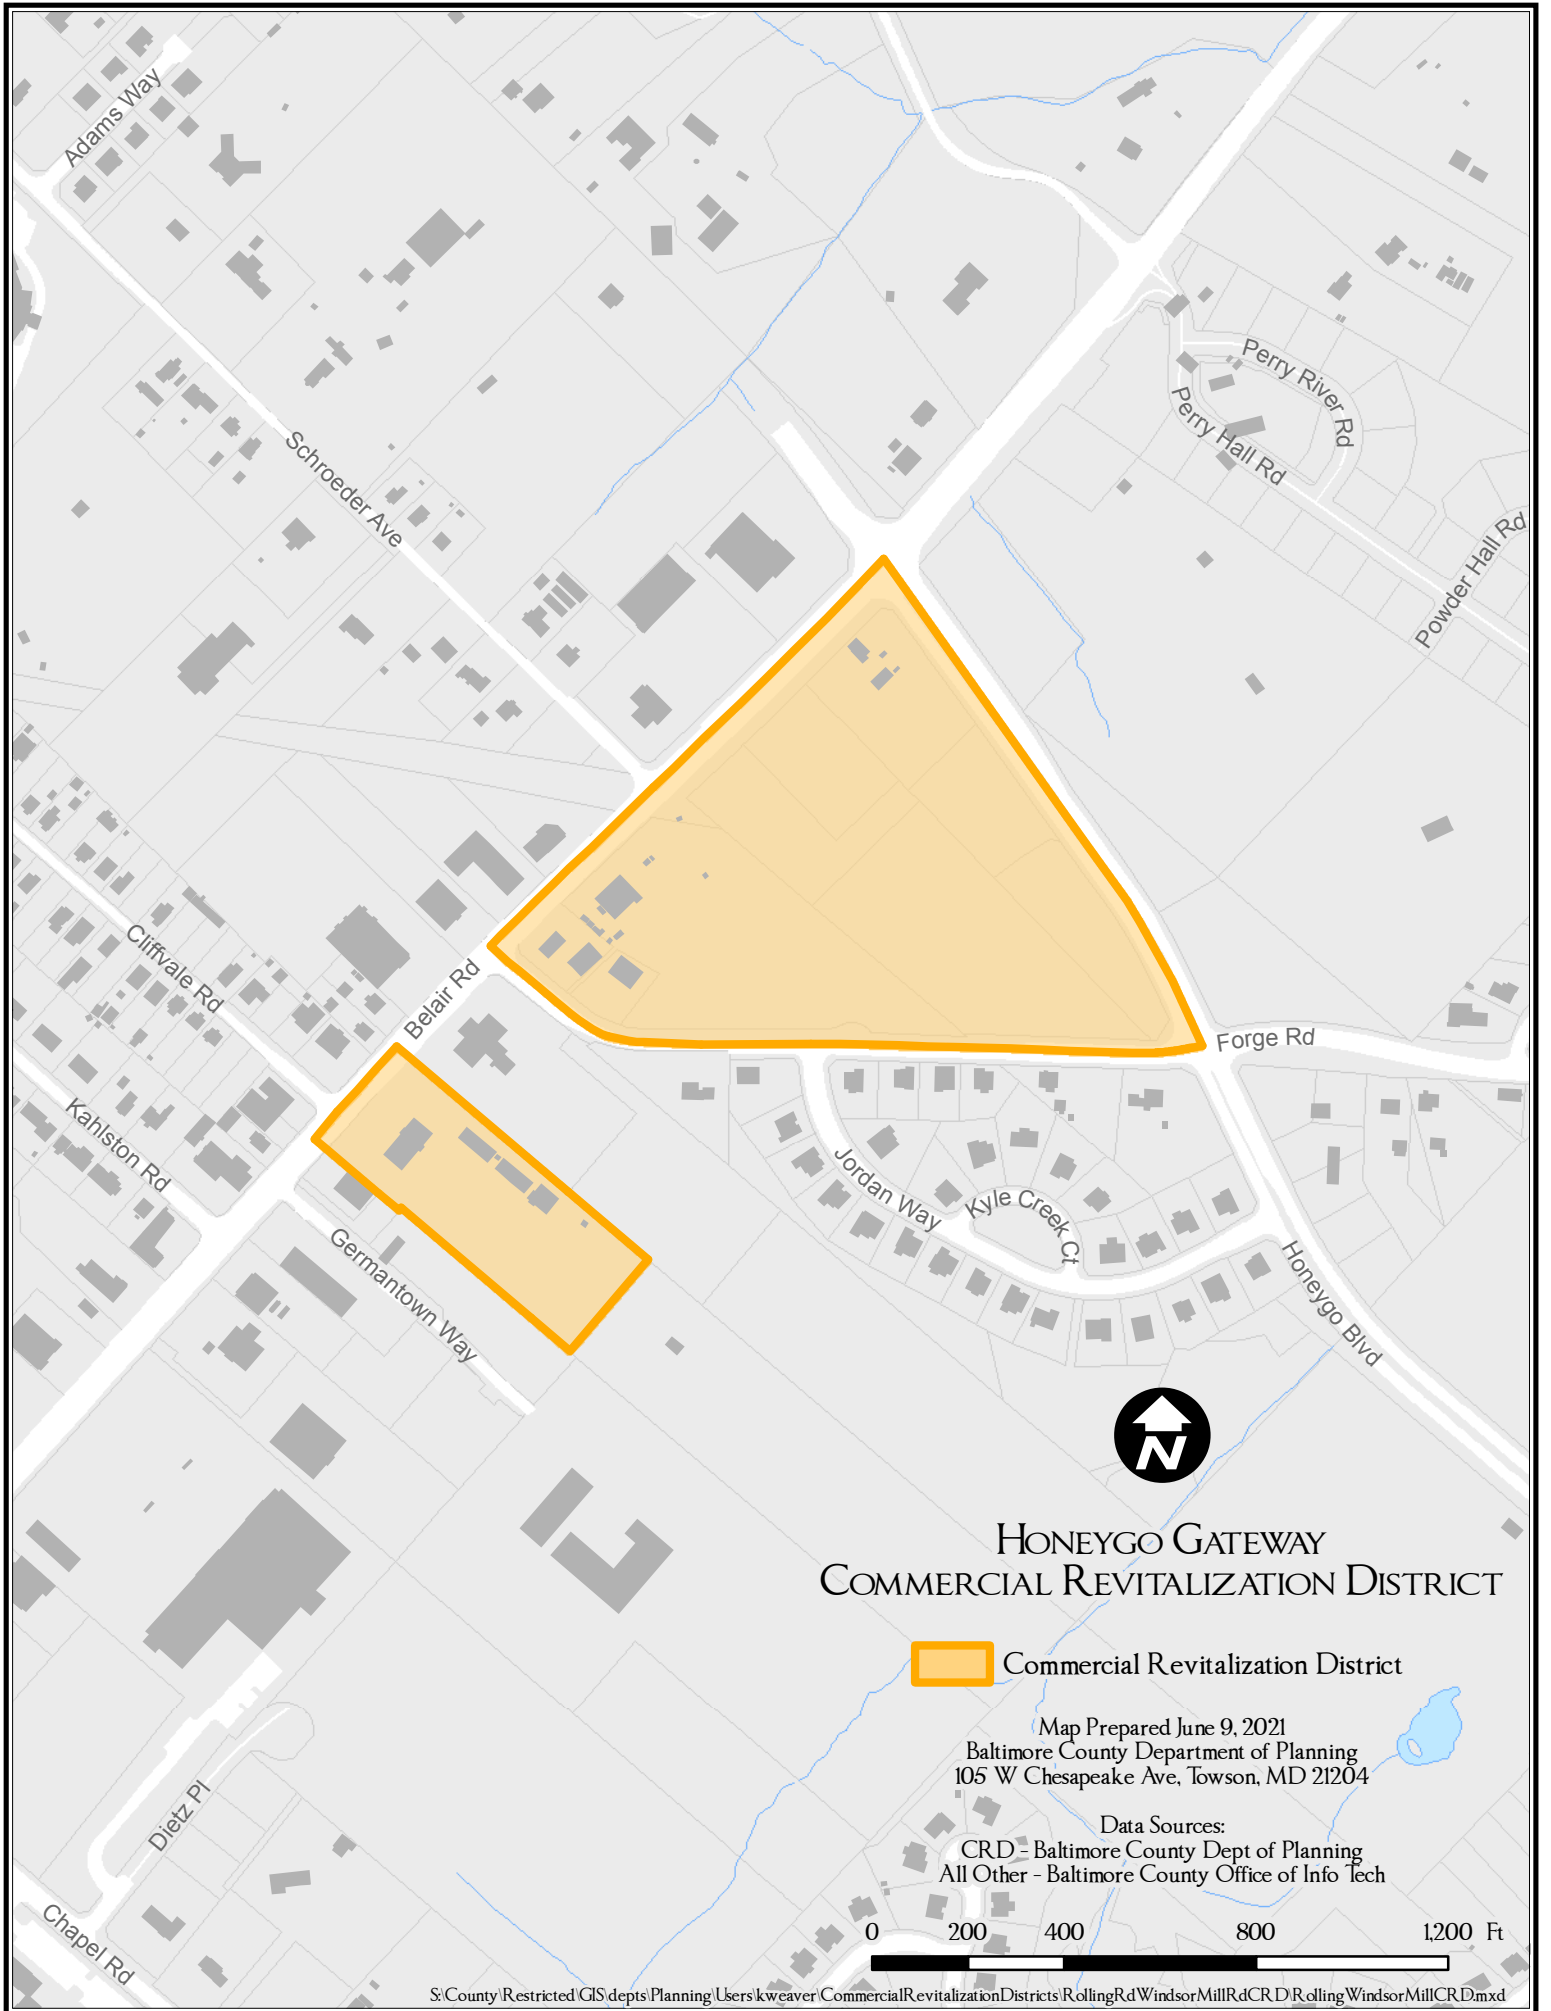 Adams Way
Perry River Rd
Perry Hall Rd
Schroeder Ave
Powder Hall Rd
Cliffvale Rd
Belair Rd
Forge Rd
Kahlston Rd
Jordan Way
Kyle Creek Ct
Germantown Way
Honeygo Blvd
N
HONEYGO GATEWAY
COMMERCIAL REVITALIZATION DISTRICT
Commercial Revitalization District
Map Prepared June 9, 2021
Baltimore County Department of Planning
105 W Chesapeake Ave, Towson, MD 21204
Dietz Pl
Data Sources:
CRD - Baltimore County Dept of Planning
All Other - Baltimore County Office of Info Tech
Chapel Rd
0 200 400 800 1,200 Ft
S:\County\Restricted\GIS\depts\Planning\Users\kweaver\CommercialRevitalizationDistricts\RollingRdWindsorMillRdCRD\RollingWindsorMillCRD.mxd